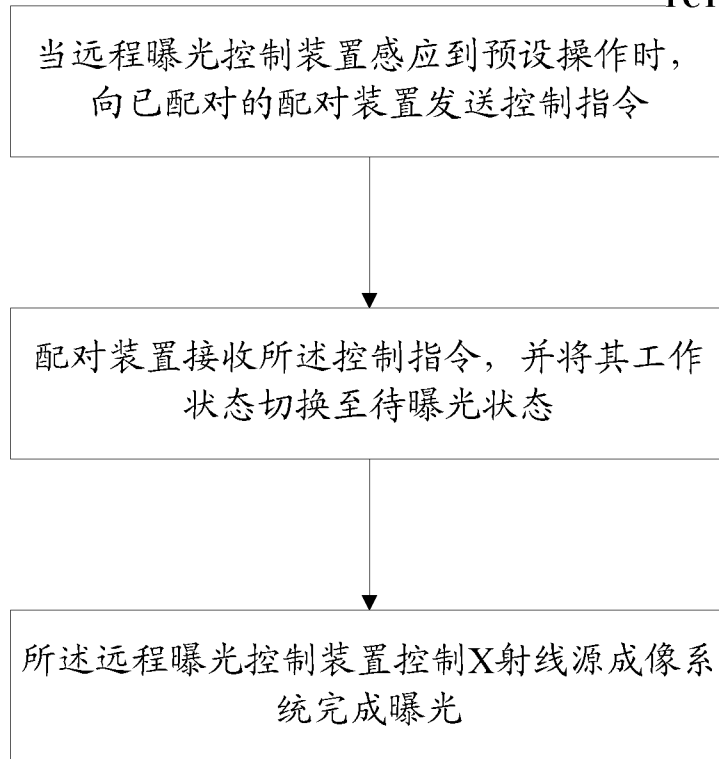 当远程曝光控制装置感应到预设操作时，
向已配对的配对装置发送控制指令
配对装置接收所述控制指令，并将其工作
状态切换至待曝光状态
所述远程曝光控制装置控制X射线源成像系
统完成曝光